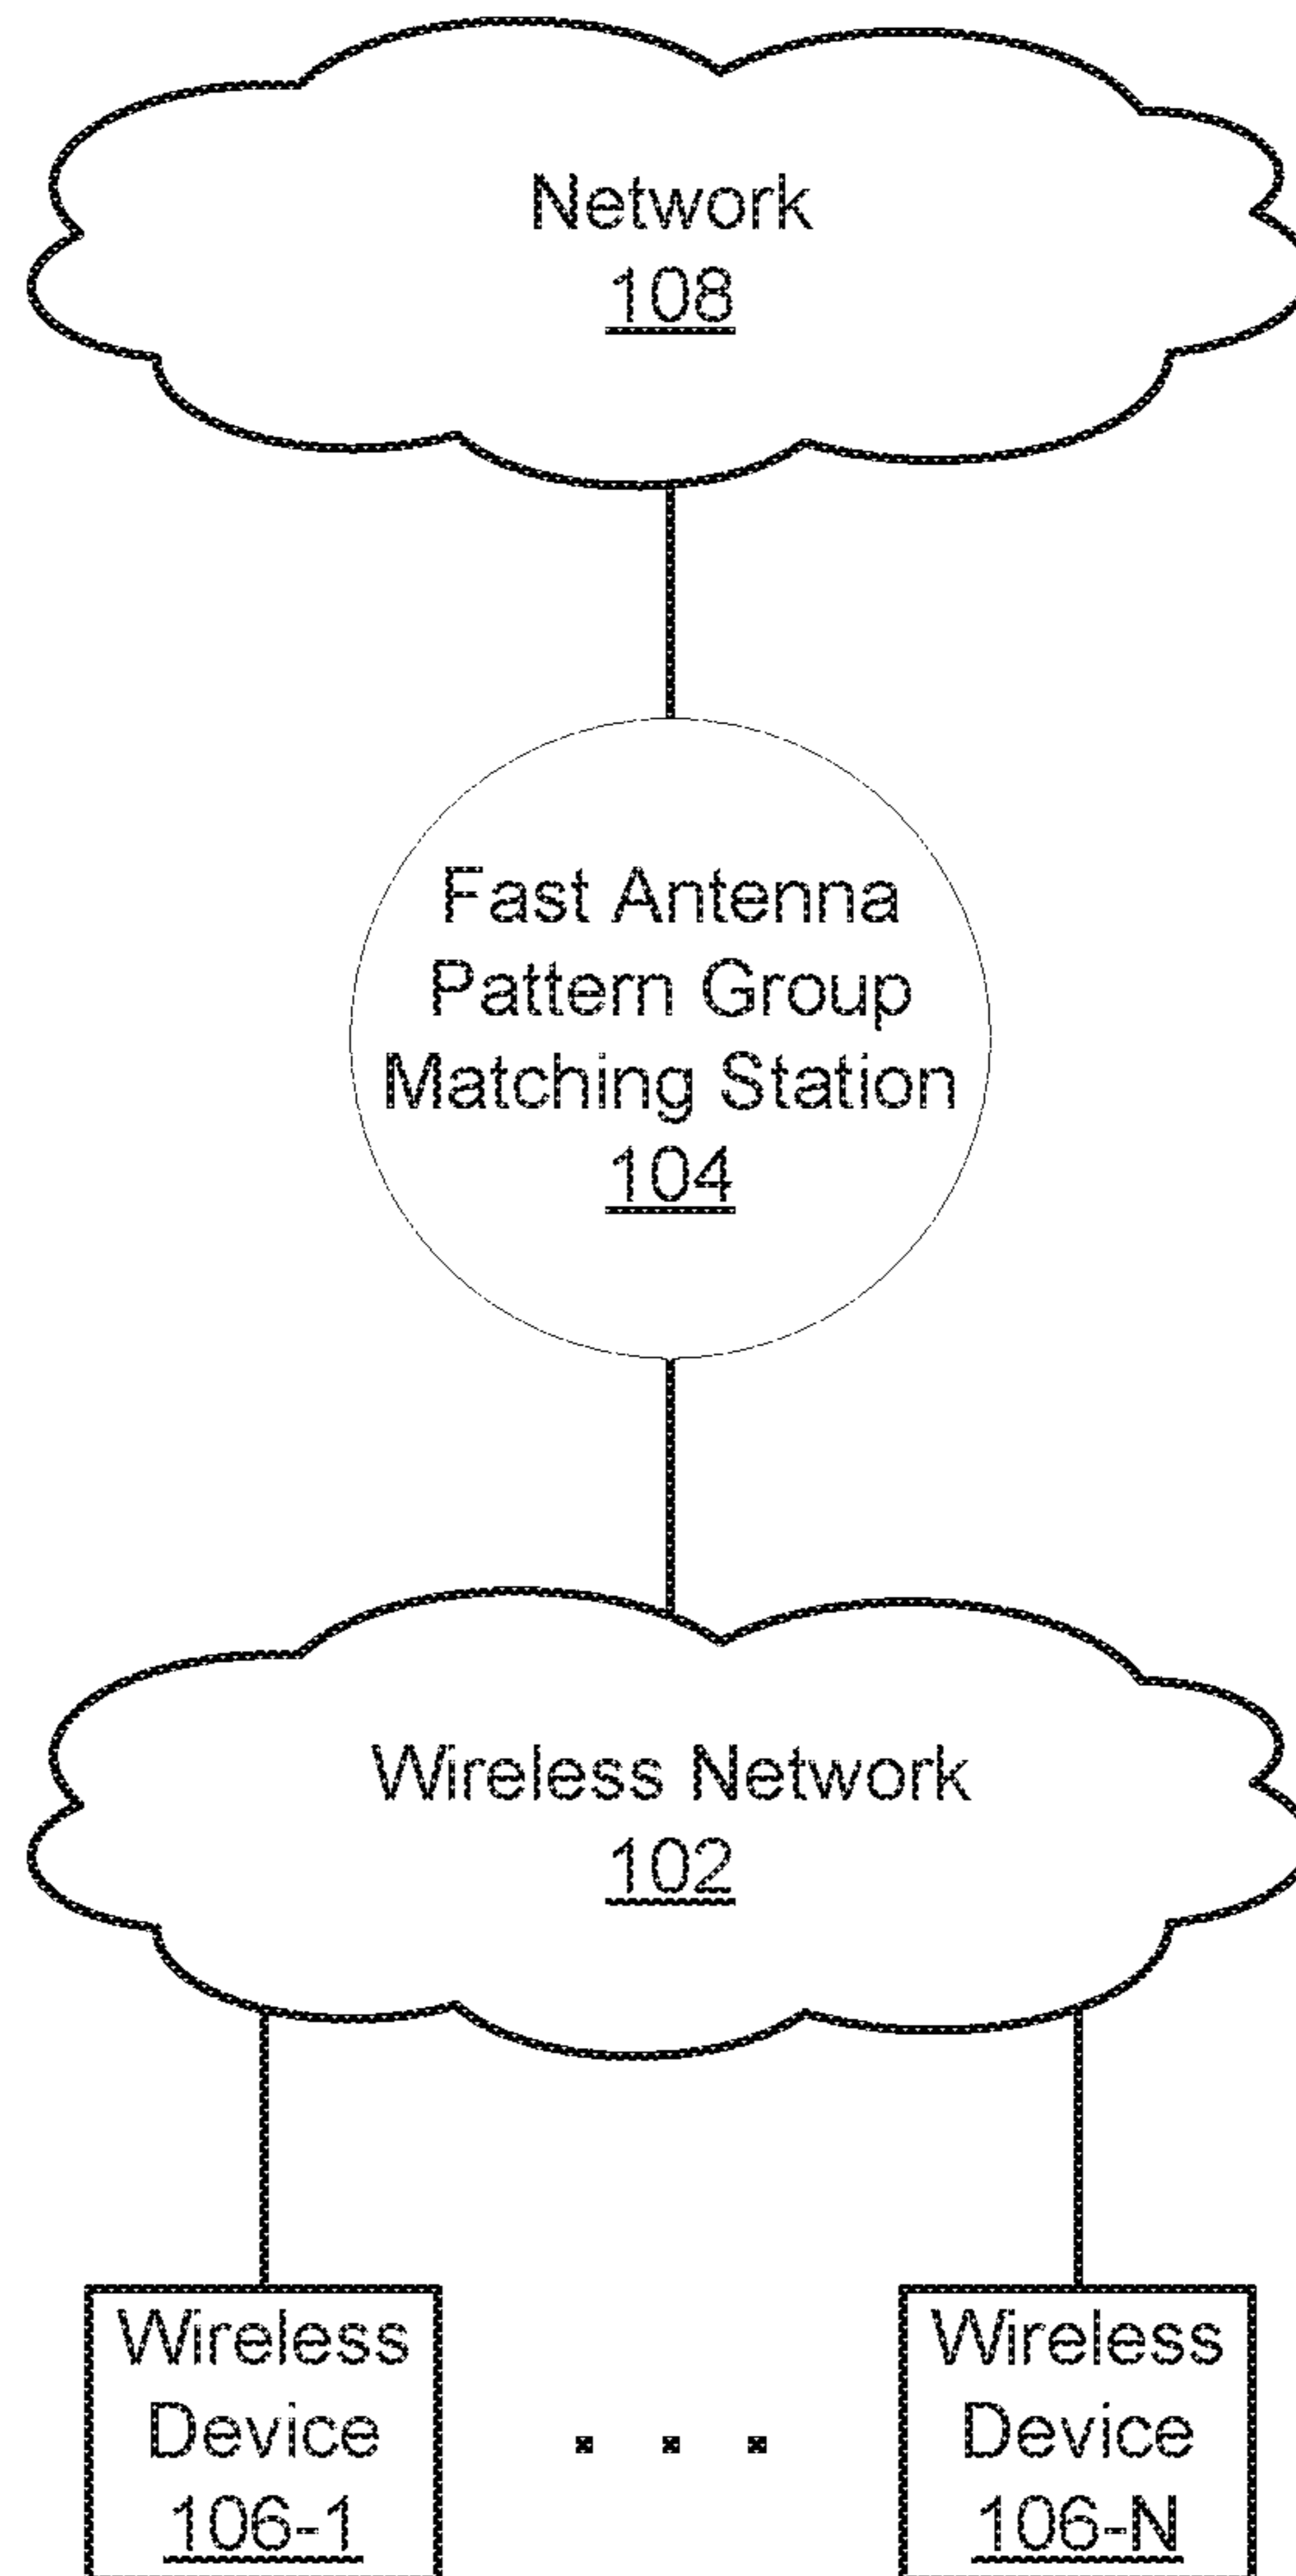 Network
108
Fast Antenna
Pattern Group
Matching Station
104
Wireless Network
102
Wireless
Device
106-1
. . .
Wireless
Device
106-N